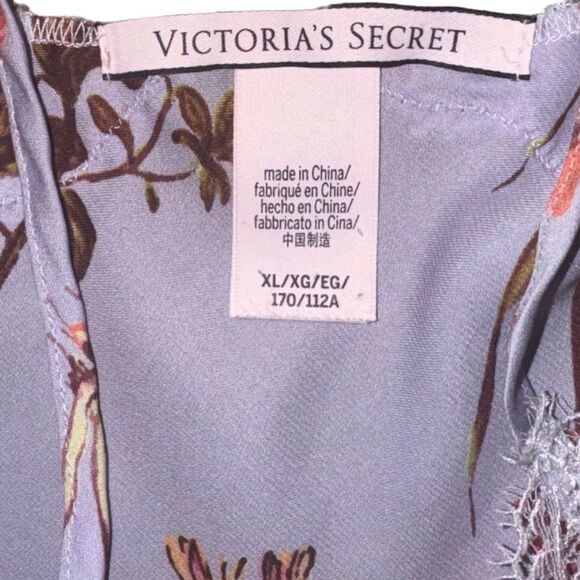 VICTORIA'S SECRET
made in China/
fabriqué en Chine/
hecho en China/
fabbricato in Cina/
中国制造
XL/XG/EG/
170/112A